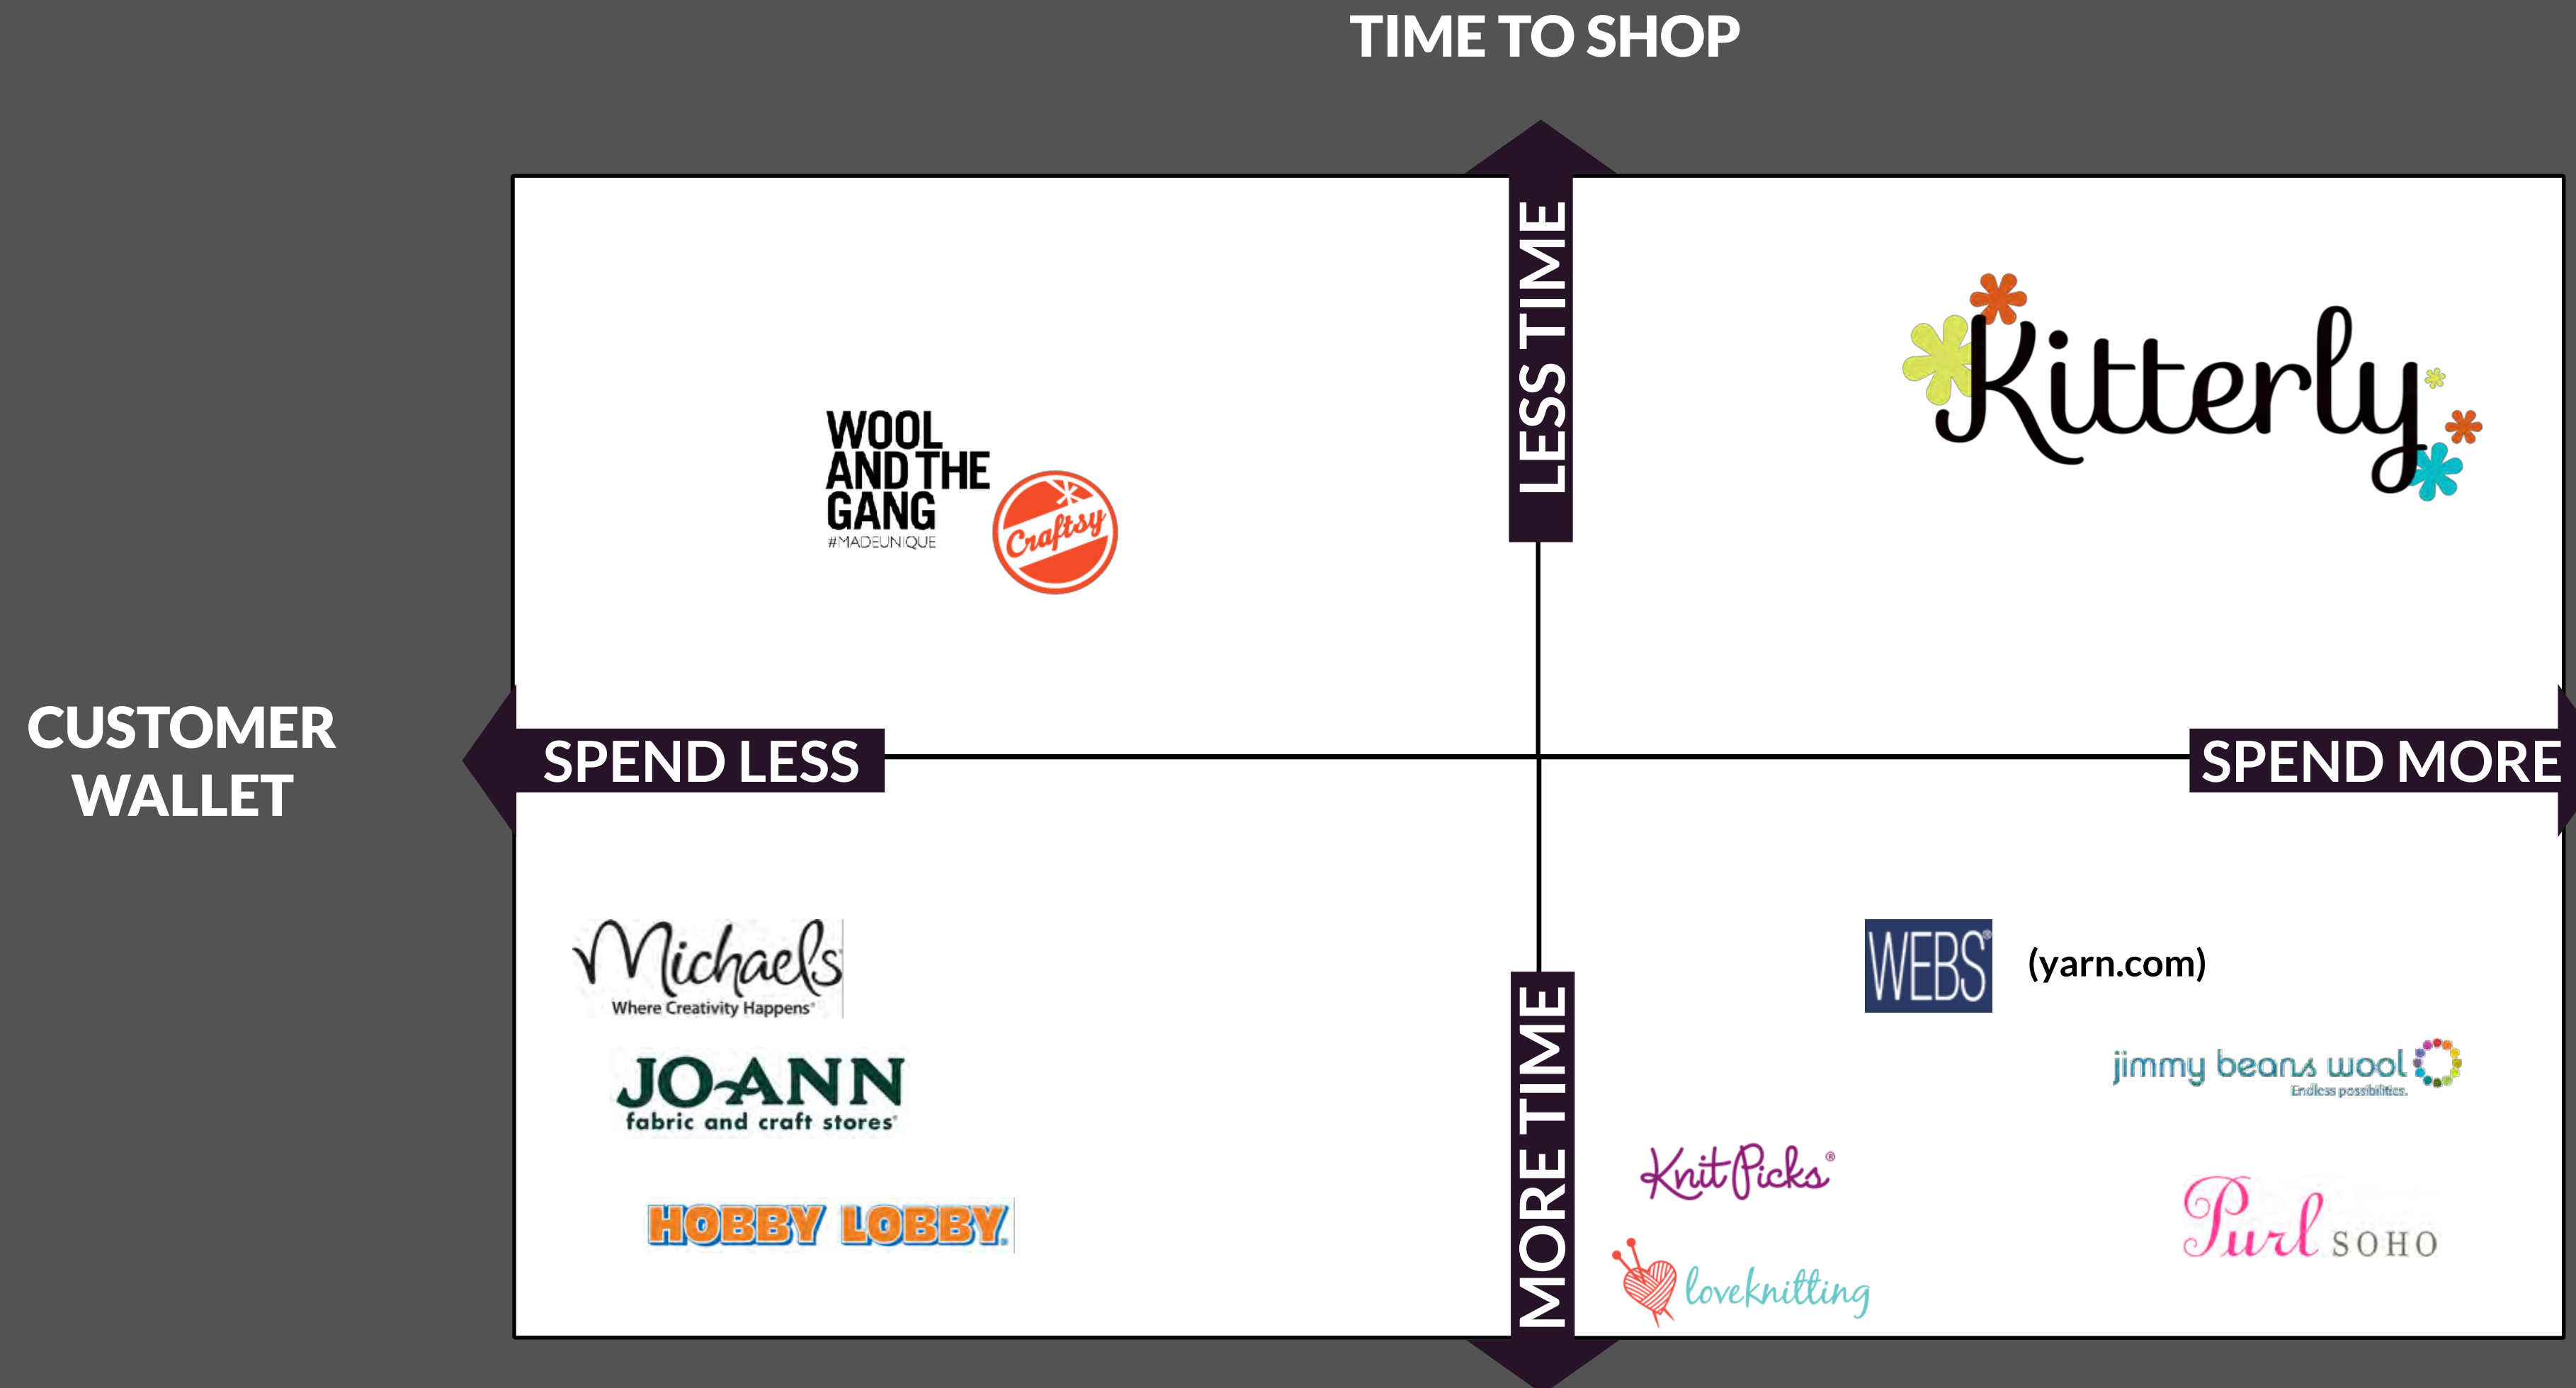 TIME TO SHOP
LESS TIME
Kitterly
WOOL
AND THE
GANG
#MADEUNIQUE
Craftsy
CUSTOMER
WALLET
SPEND LESS
SPEND MORE
Michaels
Where Creativity Happens®
JO-ANN
fabric and craft stores®
HOBBY LOBBY®
MORE TIME
WEBS® (yarn.com)
jimmy beans wool
Endless possibilities.
KnitPicks®
Purl SOHO
loveknitting